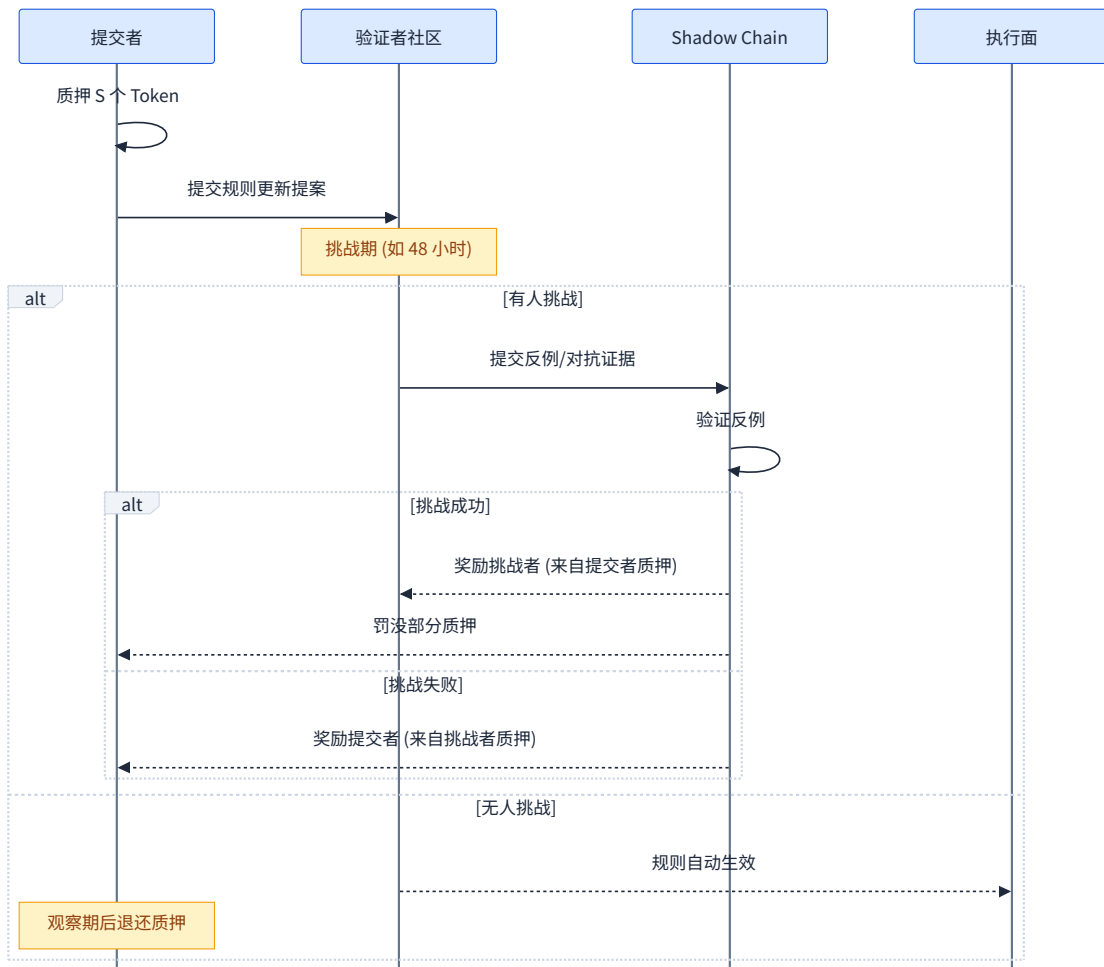 提交者
验证者社区
Shadow Chain
执行面
质押 S 个 Token
提交规则更新提案
挑战期 (如 48 小时)
alt
[有人挑战]
提交反例/对抗证据
验证反例
alt
[挑战成功]
奖励挑战者 (来自提交者质押)
罚没部分质押
[挑战失败]
奖励提交者 (来自挑战者质押)
[无人挑战]
规则自动生效
观察期后退还质押